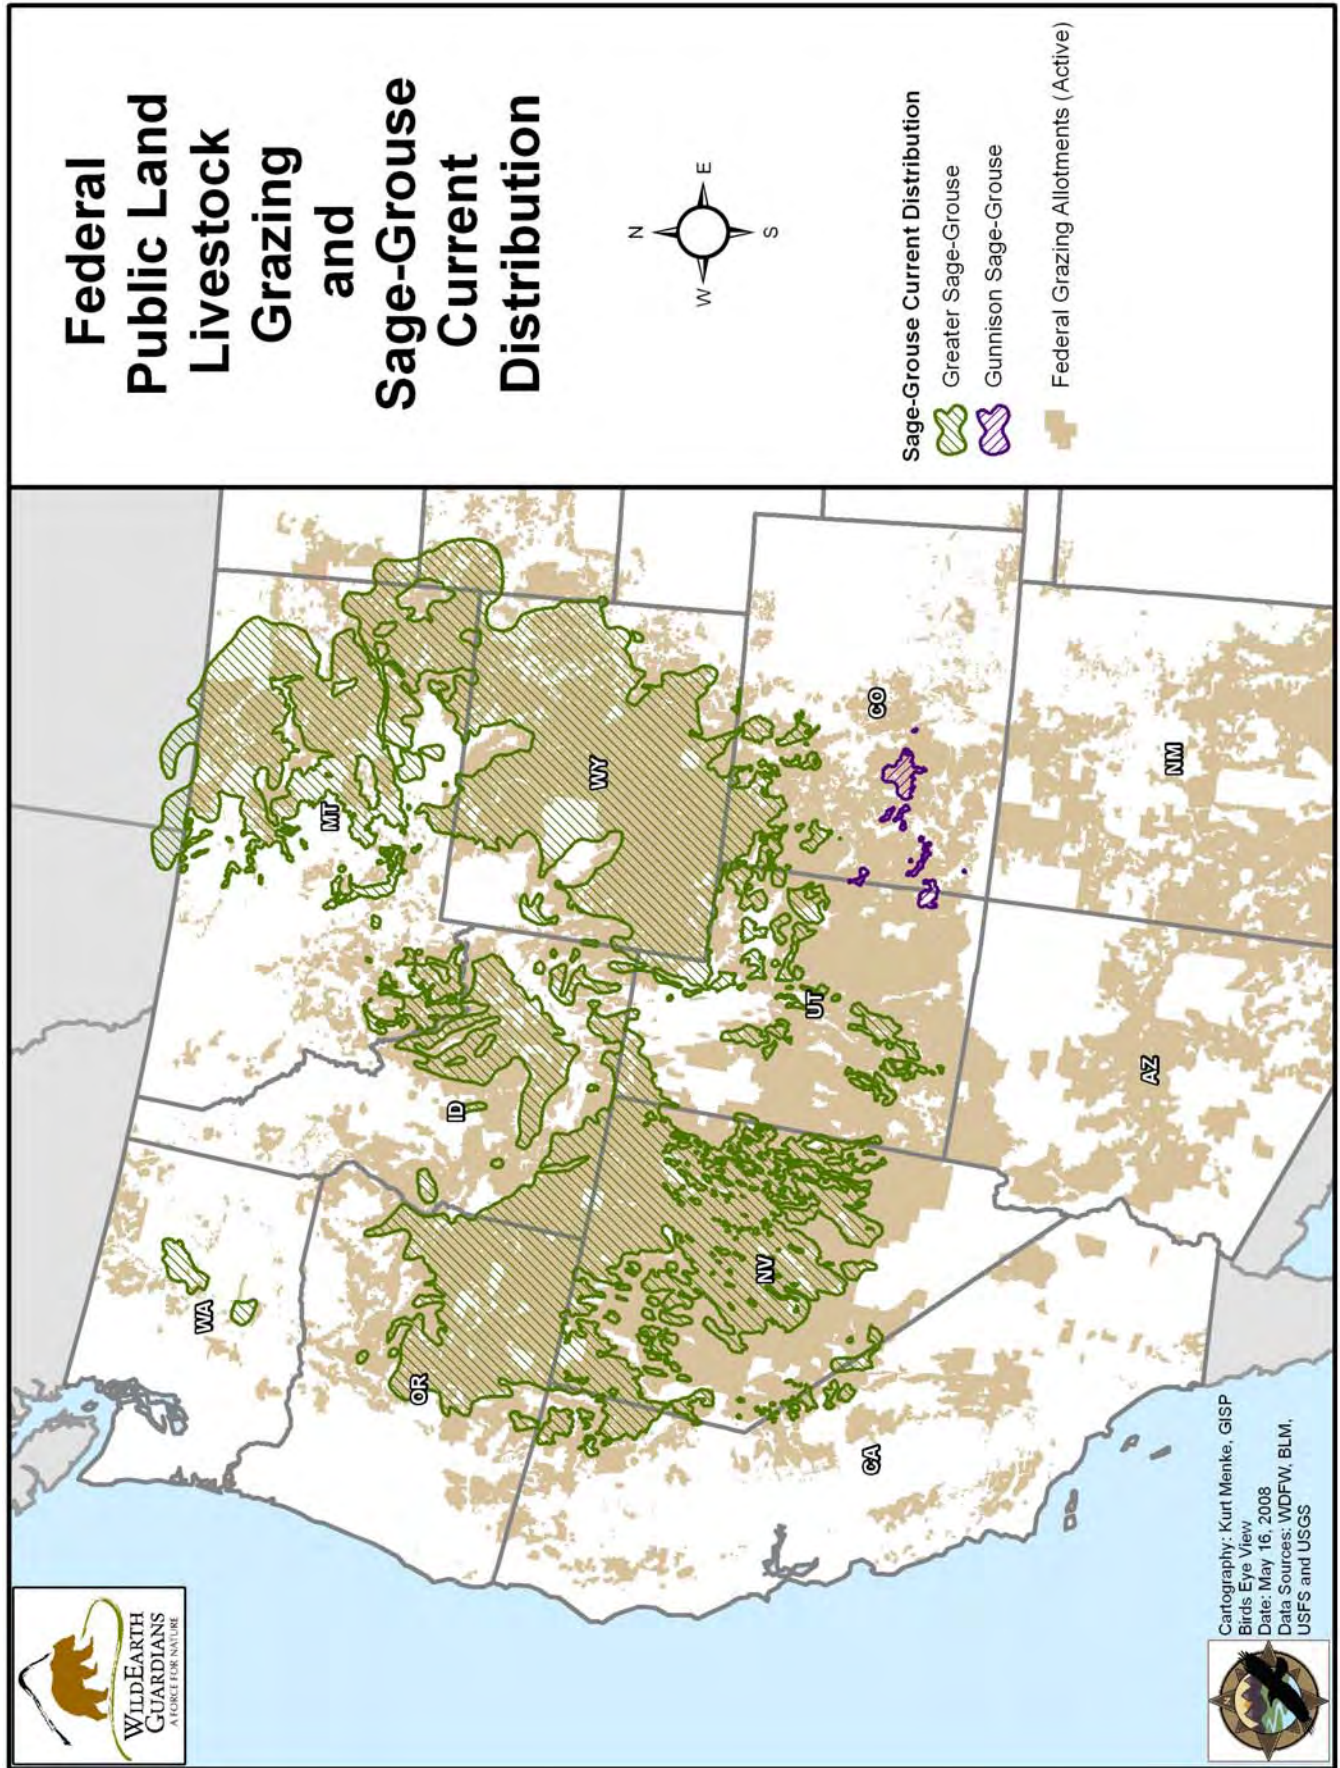 Federal
Public Land
Livestock
Grazing
and
Sage-Grouse
Current
Distribution
N
W
E
S
Sage-Grouse Current Distribution
Greater Sage-Grouse
Gunnison Sage-Grouse
Federal Grazing Allotments (Active)
WA
MT
OR
ID
WY
NV
UT
CO
CA
AZ
NM
WILDEARTH
GUARDIANS
A FORCE FOR NATURE
Cartography: Kurt Menke, GISP
Birds Eye View
Date: May 16, 2008
Data Sources: WDFW, BLM,
USFS and USGS